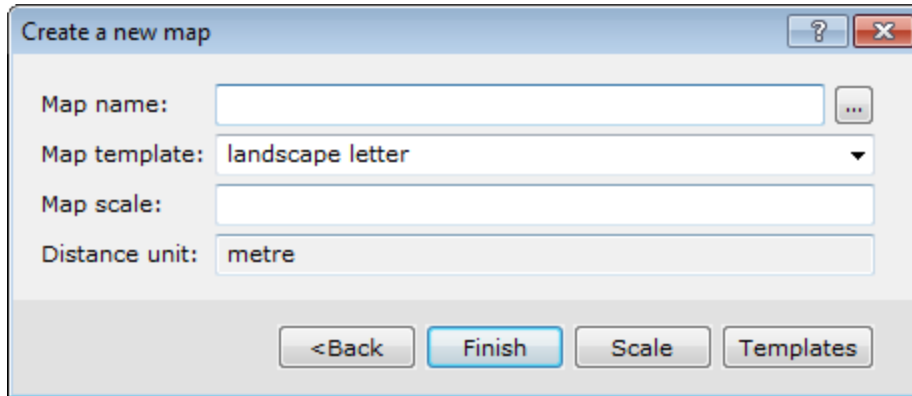 Create a new map ?
Map name: ...
Map template: landscape letter
Map scale:
Distance unit: metre
<Back Finish Scale Templates